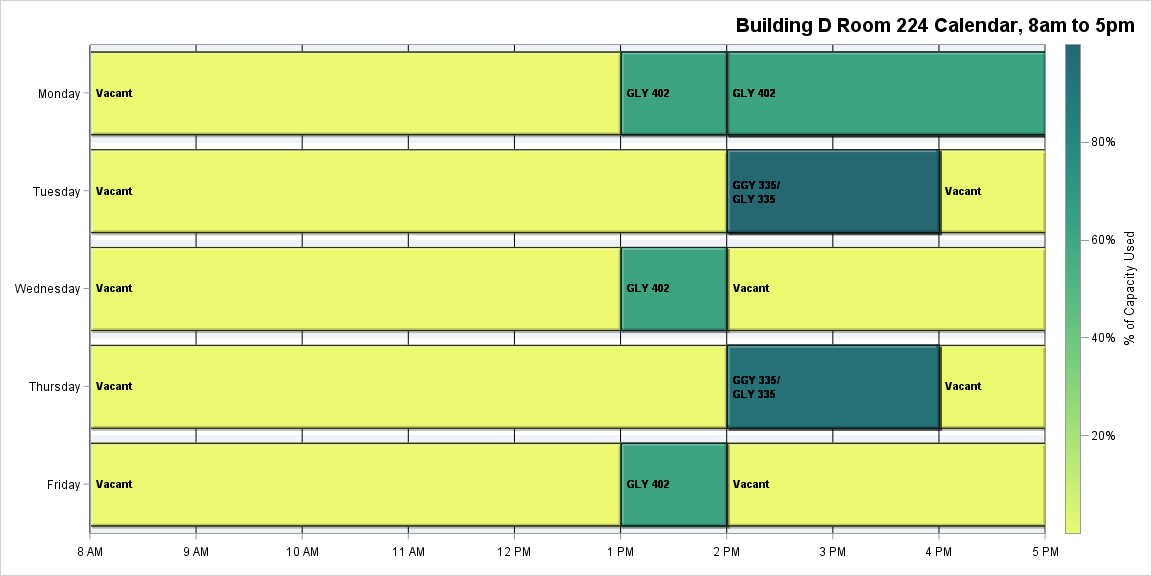 Building D Room 224 Calendar, 8am to 5pm
Monday
Vacant
GLY 402
GLY 402
Tuesday
Vacant
GGY 335/
GLY 335
Vacant
Wednesday
Vacant
GLY 402
Vacant
Thursday
Vacant
GGY 335/
GLY 335
Vacant
Friday
Vacant
GLY 402
Vacant
8 AM
9 AM
10 AM
11 AM
12 PM
1 PM
2 PM
3 PM
4 PM
5 PM
80%
60%
40%
20%
% of Capacity Used